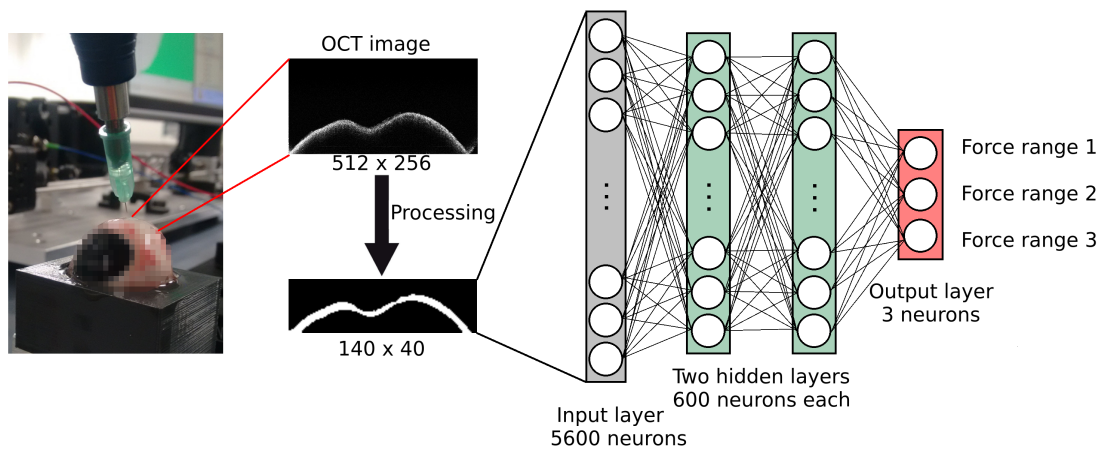 OCT image
512 x 256
Processing
140 x 40
Input layer
5600 neurons
Two hidden layers
600 neurons each
Output layer
3 neurons
Force range 1
Force range 2
Force range 3